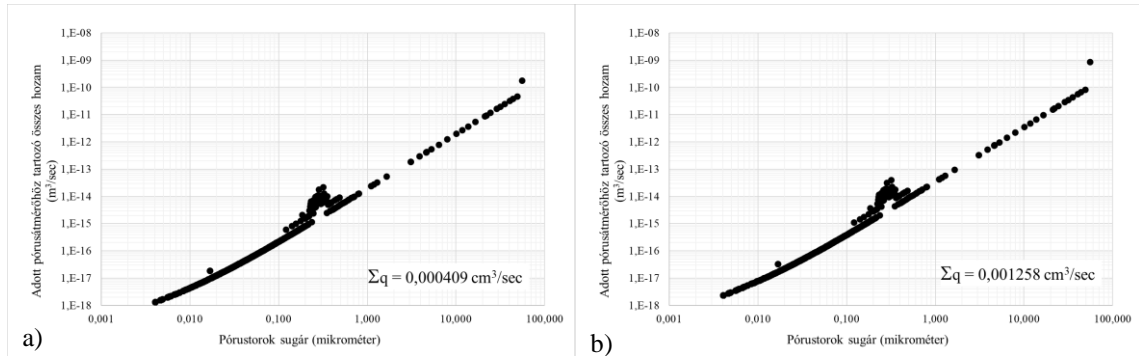 Adott pórusátmérőhöz tartozó összes hozam
(m³/sec)
1,E-08
1,E-09
1,E-10
1,E-11
1,E-12
1,E-13
1,E-14
1,E-15
1,E-16
1,E-17
1,E-18
Σq = 0,000409 cm³/sec
0,001 0,010 0,100 1,000 10,000 100,000
Pórustorok sugár (mikrométer)
a)
Adott pórusátmérőhöz tartozó összes hozam
(m³/sec)
1,E-08
1,E-09
1,E-10
1,E-11
1,E-12
1,E-13
1,E-14
1,E-15
1,E-16
1,E-17
1,E-18
Σq = 0,001258 cm³/sec
0,001 0,010 0,100 1,000 10,000 100,000
Pórustorok sugár (mikrométer)
b)